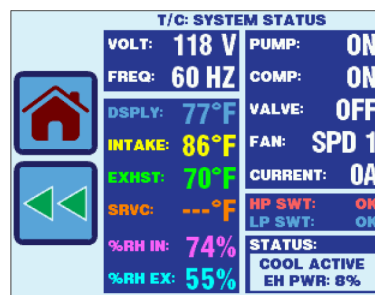 T/C: SYSTEM STATUS
VOLT: 118 V
FREQ: 60 HZ
DSPLY: 77°F
INTAKE: 86°F
EXHST: 70°F
SRVC: ---°F
%RH IN: 74%
%RH EX: 55%
PUMP: ON
COMP: ON
VALVE: OFF
FAN: SPD 1
CURRENT: 0A
HP SWT: OK
LP SWT: OK
STATUS:
COOL ACTIVE
EH PWR: 8%